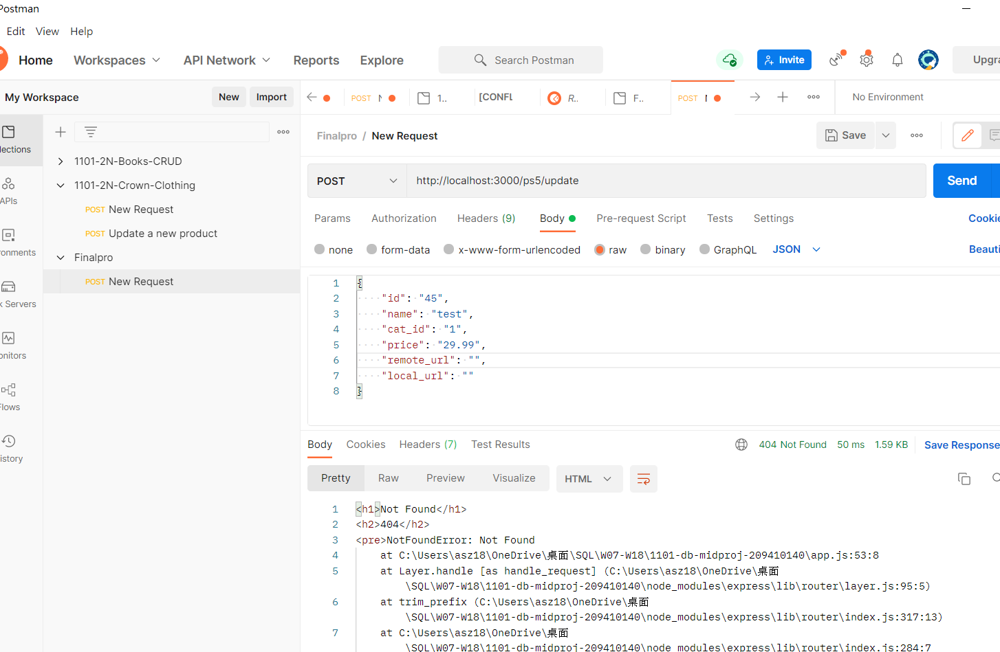 Postman
Edit View Help
Home Workspaces API Network Reports Explore Search Postman Invite Upgra
My Workspace New Import POST N 1.. [CONFL R.. F.. POST No Environment
lections
APIs
ronments
k Servers
onitors
Flows
istory
1101-2N-Books-CRUD
1101-2N-Crown-Clothing
POST New Request
POST Update a new product
Finalpro
POST New Request
Finalpro / New Request Save
POST http://localhost:3000/ps5/update Send
Params Authorization Headers (9) Body Pre-request Script Tests Settings Cookie
none form-data x-www-form-urlencoded raw binary GraphQL JSON Beauti
1 {
2 "id": "45",
3 "name": "test",
4 "cat_id": "1",
5 "price": "29.99",
6 "remote_url": "",
7 "local_url": ""
8 }
Body Cookies Headers (7) Test Results 404 Not Found 50 ms 1.59 KB Save Response
Pretty Raw Preview Visualize HTML
1 <h1>Not Found</h1>
2 <h2>404</h2>
3 <pre>NotFoundError: Not Found
4 at C:\Users\asz18\OneDrive\桌面\SQL\W07-W18\1101-db-midproj-209410140\app.js:53:8
5 at Layer.handle [as handle_request] (C:\Users\asz18\OneDrive\桌面
\SQL\W07-W18\1101-db-midproj-209410140\node_modules\express\lib\router\layer.js:95:5)
6 at trim_prefix (C:\Users\asz18\OneDrive\桌面
\SQL\W07-W18\1101-db-midproj-209410140\node_modules\express\lib\router\index.js:317:13)
7 at C:\Users\asz18\OneDrive\桌面
\SQL\W07-W18\1101-db-midproj-209410140\node_modules\express\lib\router\index.js:284:7